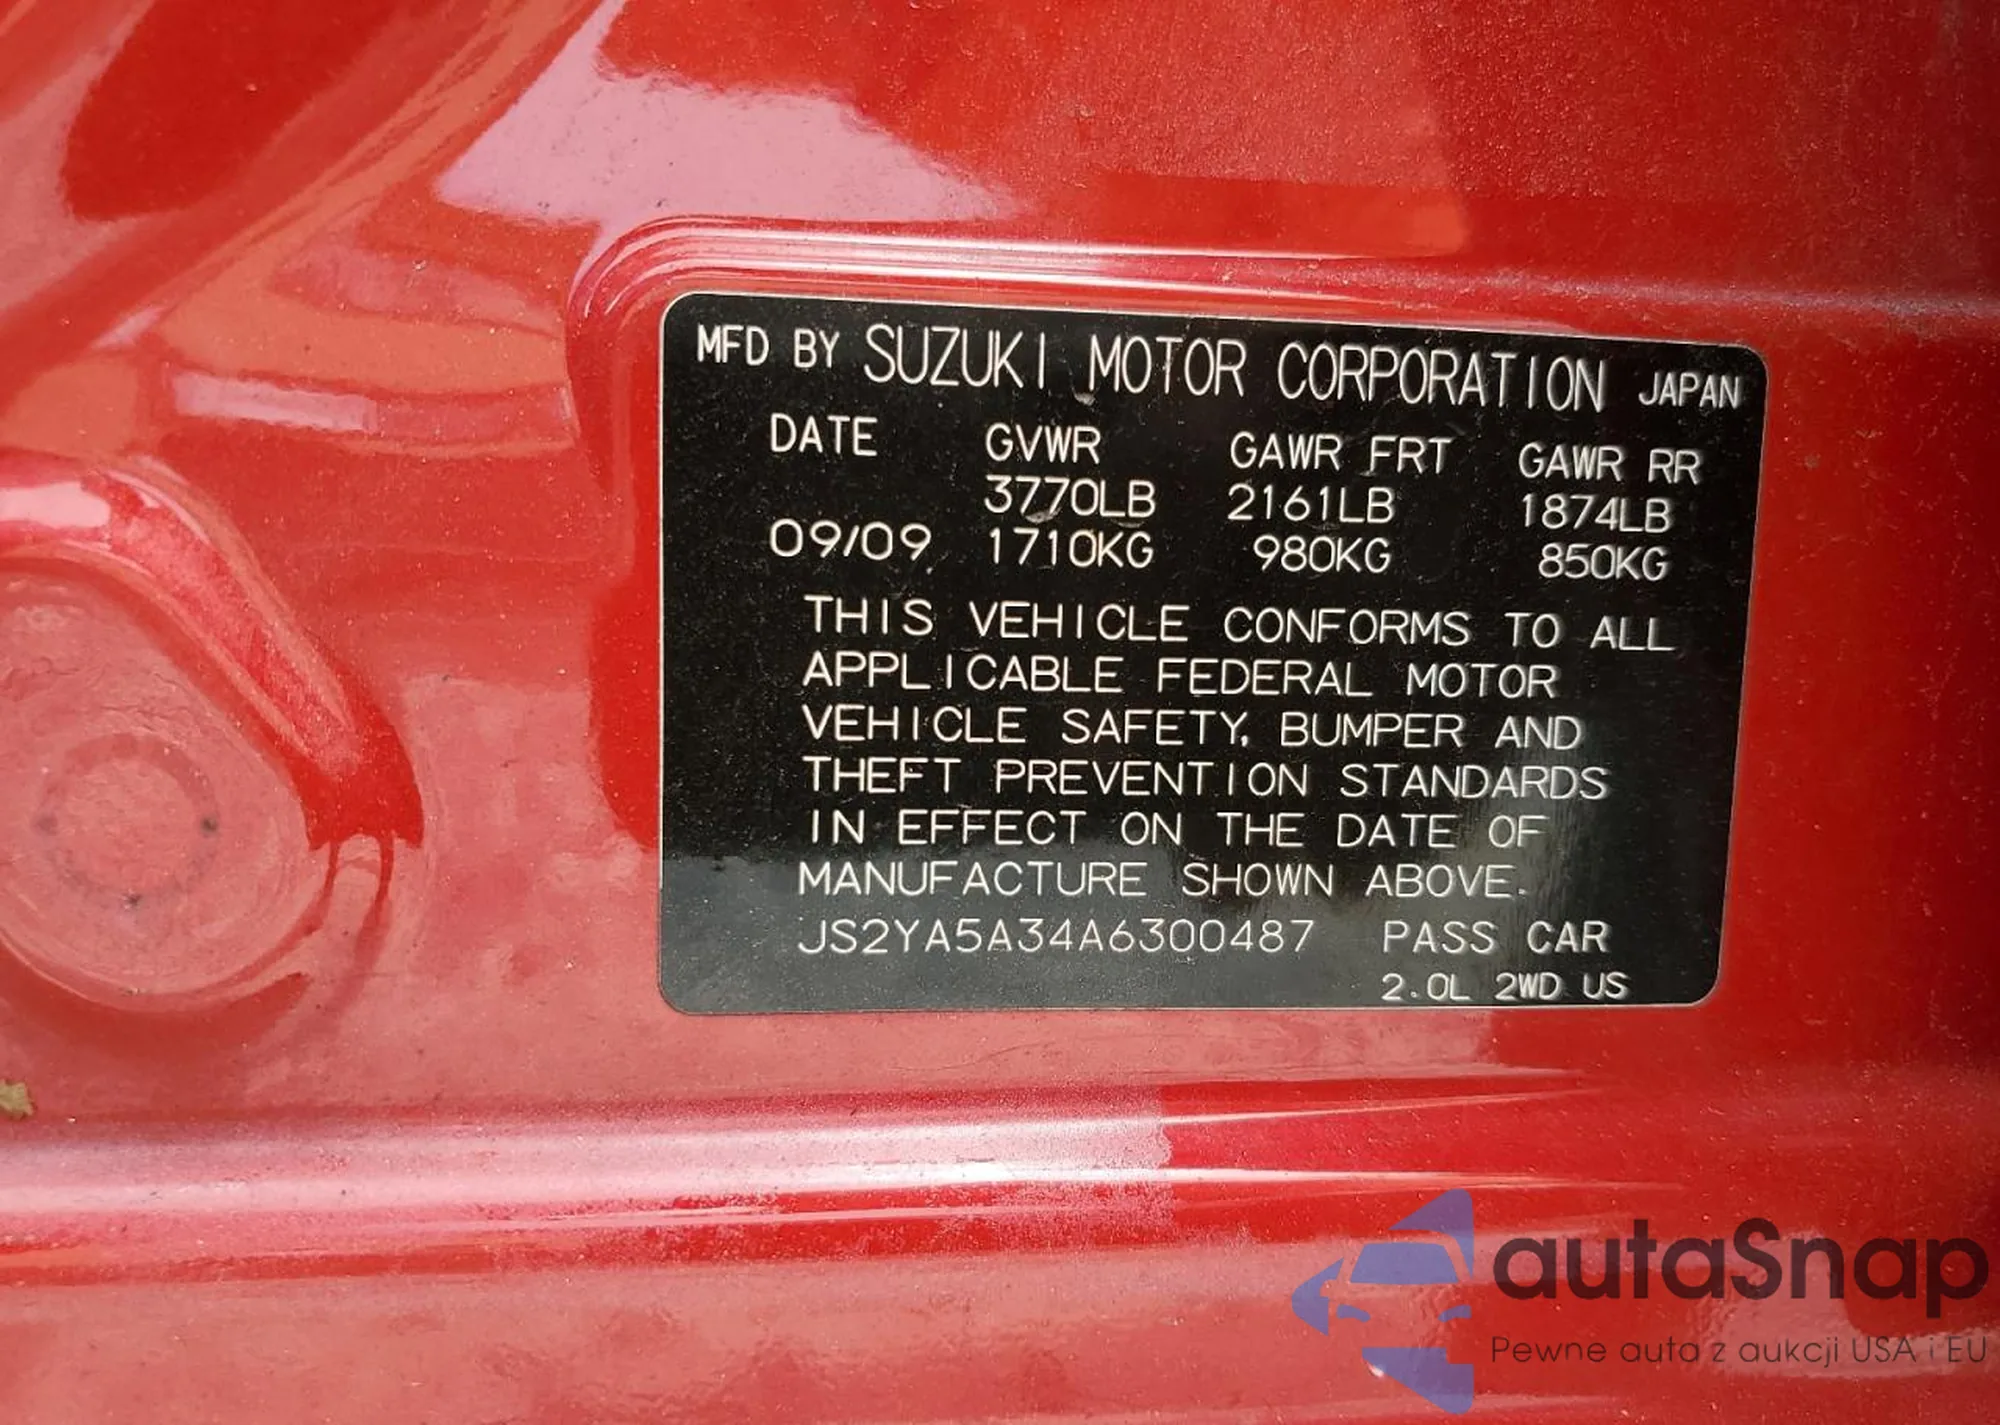 MFD BY SUZUKI MOTOR CORPORATION JAPAN
DATE GVWR GAWR FRT GAWR RR
3770LB 2161LB 1874LB
09/09 1710KG 980KG 850KG
THIS VEHICLE CONFORMS TO ALL
APPLICABLE FEDERAL MOTOR
VEHICLE SAFETY, BUMPER AND
THEFT PREVENTION STANDARDS
IN EFFECT ON THE DATE OF
MANUFACTURE SHOWN ABOVE.
JS2YA5A34A6300487 PASS CAR
2.0L 2WD US
autaSnap
Pewne auta z aukcji USA i EU